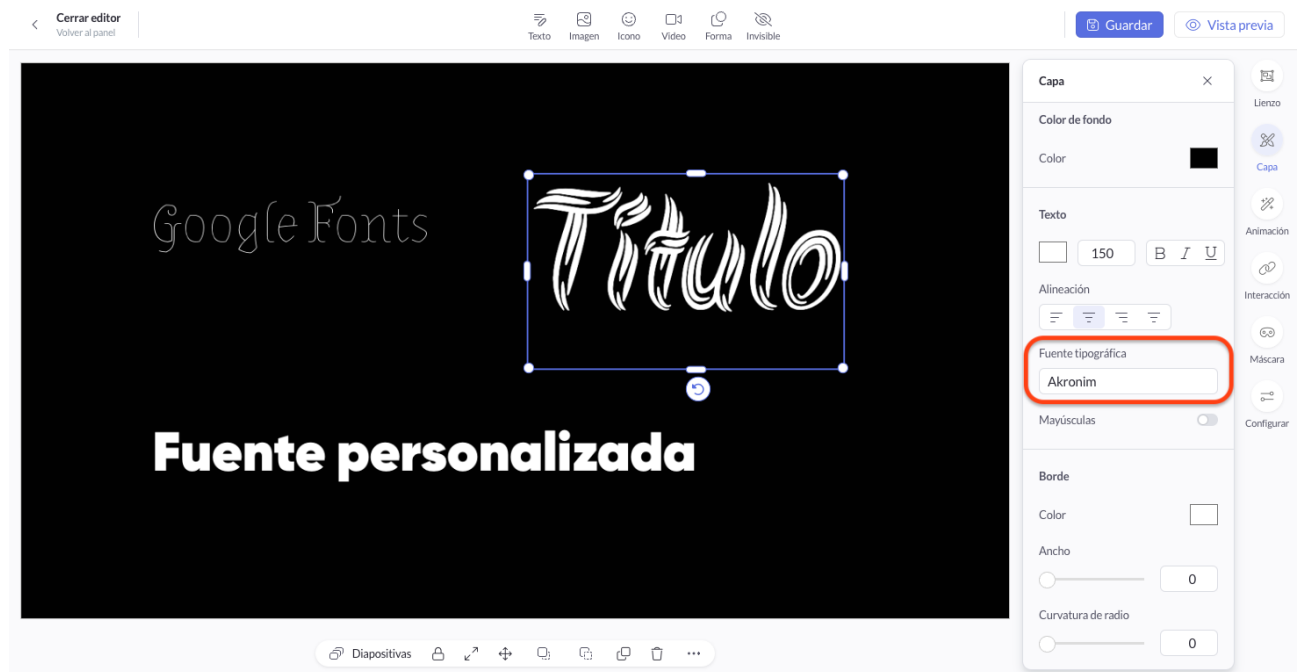 Cerrar editor
Volver al panel
Texto
Imagen
Icono
Video
Forma
Invisible
Guardar
Vista previa
Google Fonts
Titulo
Fuente personalizada
Diapositivas
Capa
Color de fondo
Color
Texto
150
B I U
Alineación
Fuente tipográfica
Akronim
Mayúsculas
Borde
Color
Ancho
0
Curvatura de radio
0
Lienzo
Capa
Animación
Interacción
Máscara
Configurar